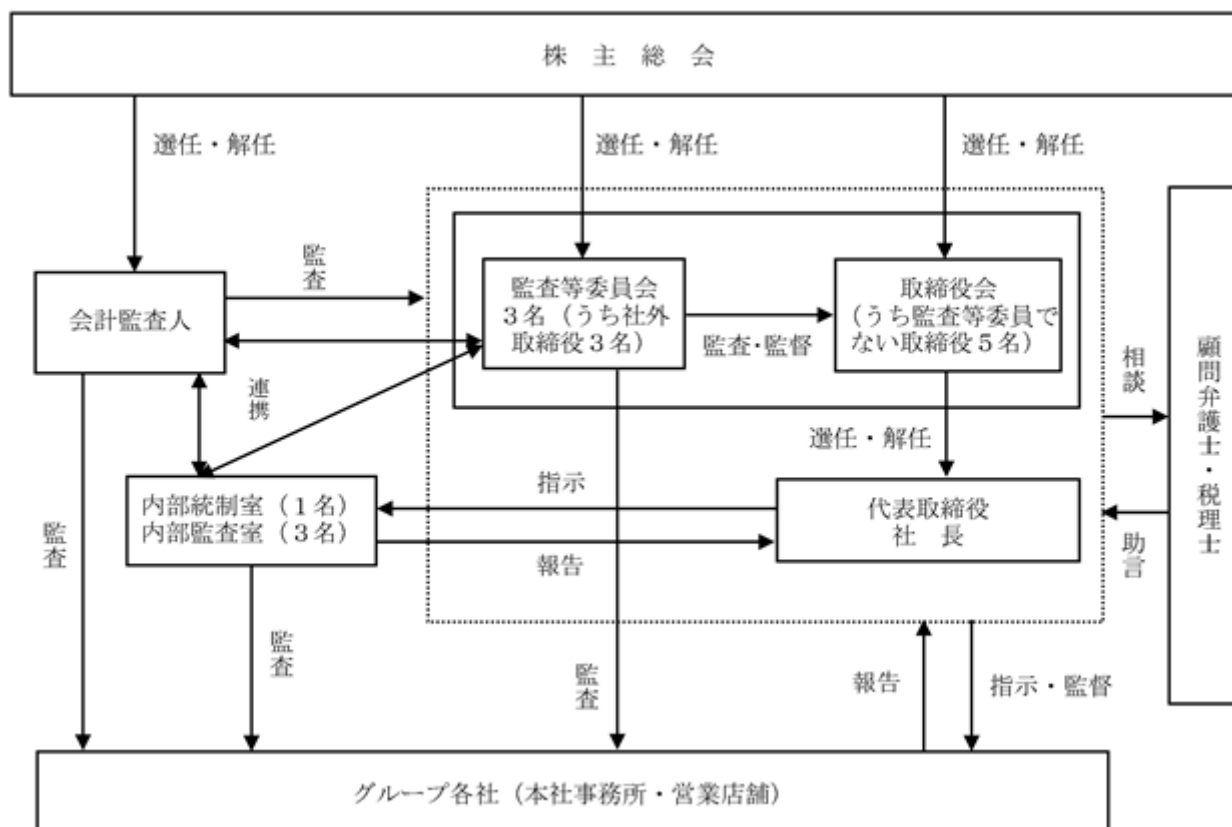 株 主 総 会
選任・解任
選任・解任
選任・解任
監査
会計監査人
監査等委員会
3名(うち社外
取締役3名)
監査・監督
取締役会
(うち監査等委員で
ない取締役5名)
連携
選任・解任
相談
顧問弁護士・税理士
助言
指示
内部統制室(1名)
内部監査室(3名)
報告
代表取締役
社 長
監査
監査
監査
報告
指示・監督
グループ各社(本社事務所・営業店舗)